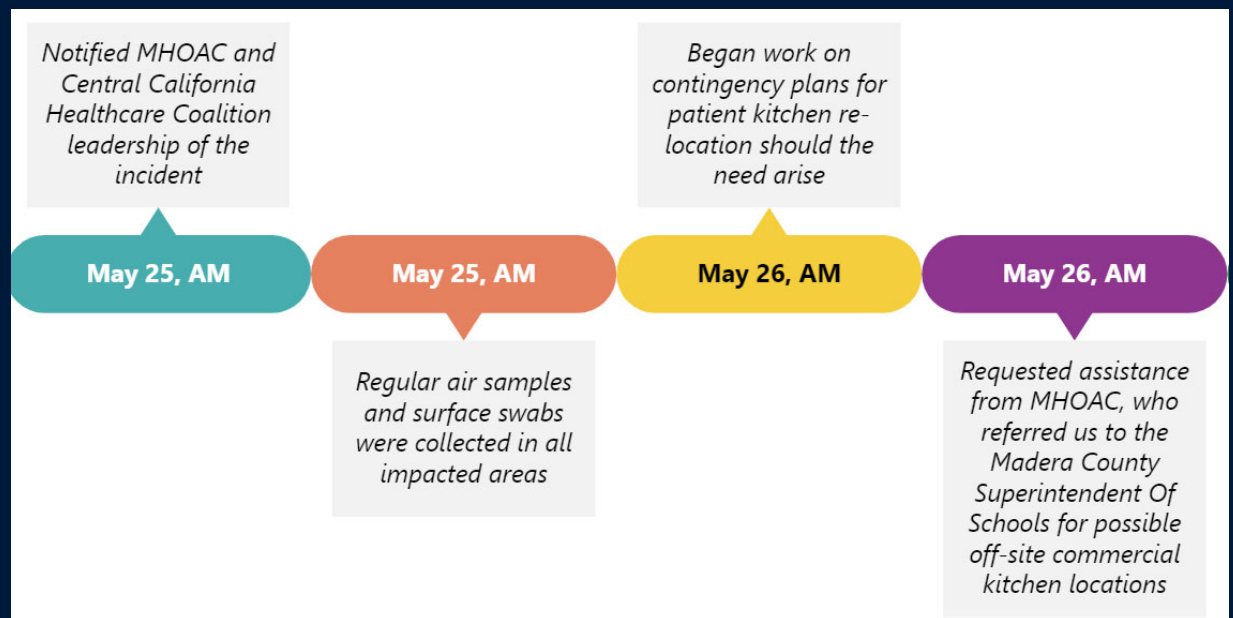 Notified MHOAC and
Central California
Healthcare Coalition
leadership of the
incident
Began work on
contingency plans for
patient kitchen re-
location should the
need arise
May 25, AM
May 25, AM
May 26, AM
May 26, AM
Regular air samples
and surface swabs
were collected in all
impacted areas
Requested assistance
from MHOAC, who
referred us to the
Madera County
Superintendent Of
Schools for possible
off-site commercial
kitchen locations